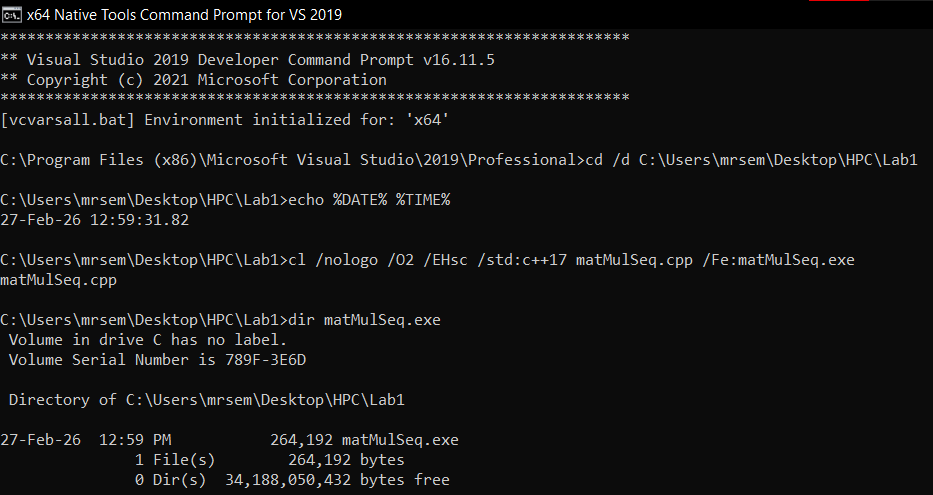 x64 Native Tools Command Prompt for VS 2019
**********************************************************************
** Visual Studio 2019 Developer Command Prompt v16.11.5
** Copyright (c) 2021 Microsoft Corporation
**********************************************************************
[vcvarsall.bat] Environment initialized for: 'x64'
C:\Program Files (x86)\Microsoft Visual Studio\2019\Professional>cd /d C:\Users\mrsem\Desktop\HPC\Lab1
C:\Users\mrsem\Desktop\HPC\Lab1>echo %DATE% %TIME%
27-Feb-26 12:59:31.82
C:\Users\mrsem\Desktop\HPC\Lab1>cl /nologo /O2 /EHsc /std:c++17 matMulSeq.cpp /Fe:matMulSeq.exe
matMulSeq.cpp
C:\Users\mrsem\Desktop\HPC\Lab1>dir matMulSeq.exe
 Volume in drive C has no label.
 Volume Serial Number is 789F-3E6D
 Directory of C:\Users\mrsem\Desktop\HPC\Lab1
27-Feb-26  12:59 PM           264,192 matMulSeq.exe
               1 File(s)        264,192 bytes
               0 Dir(s)  34,188,050,432 bytes free